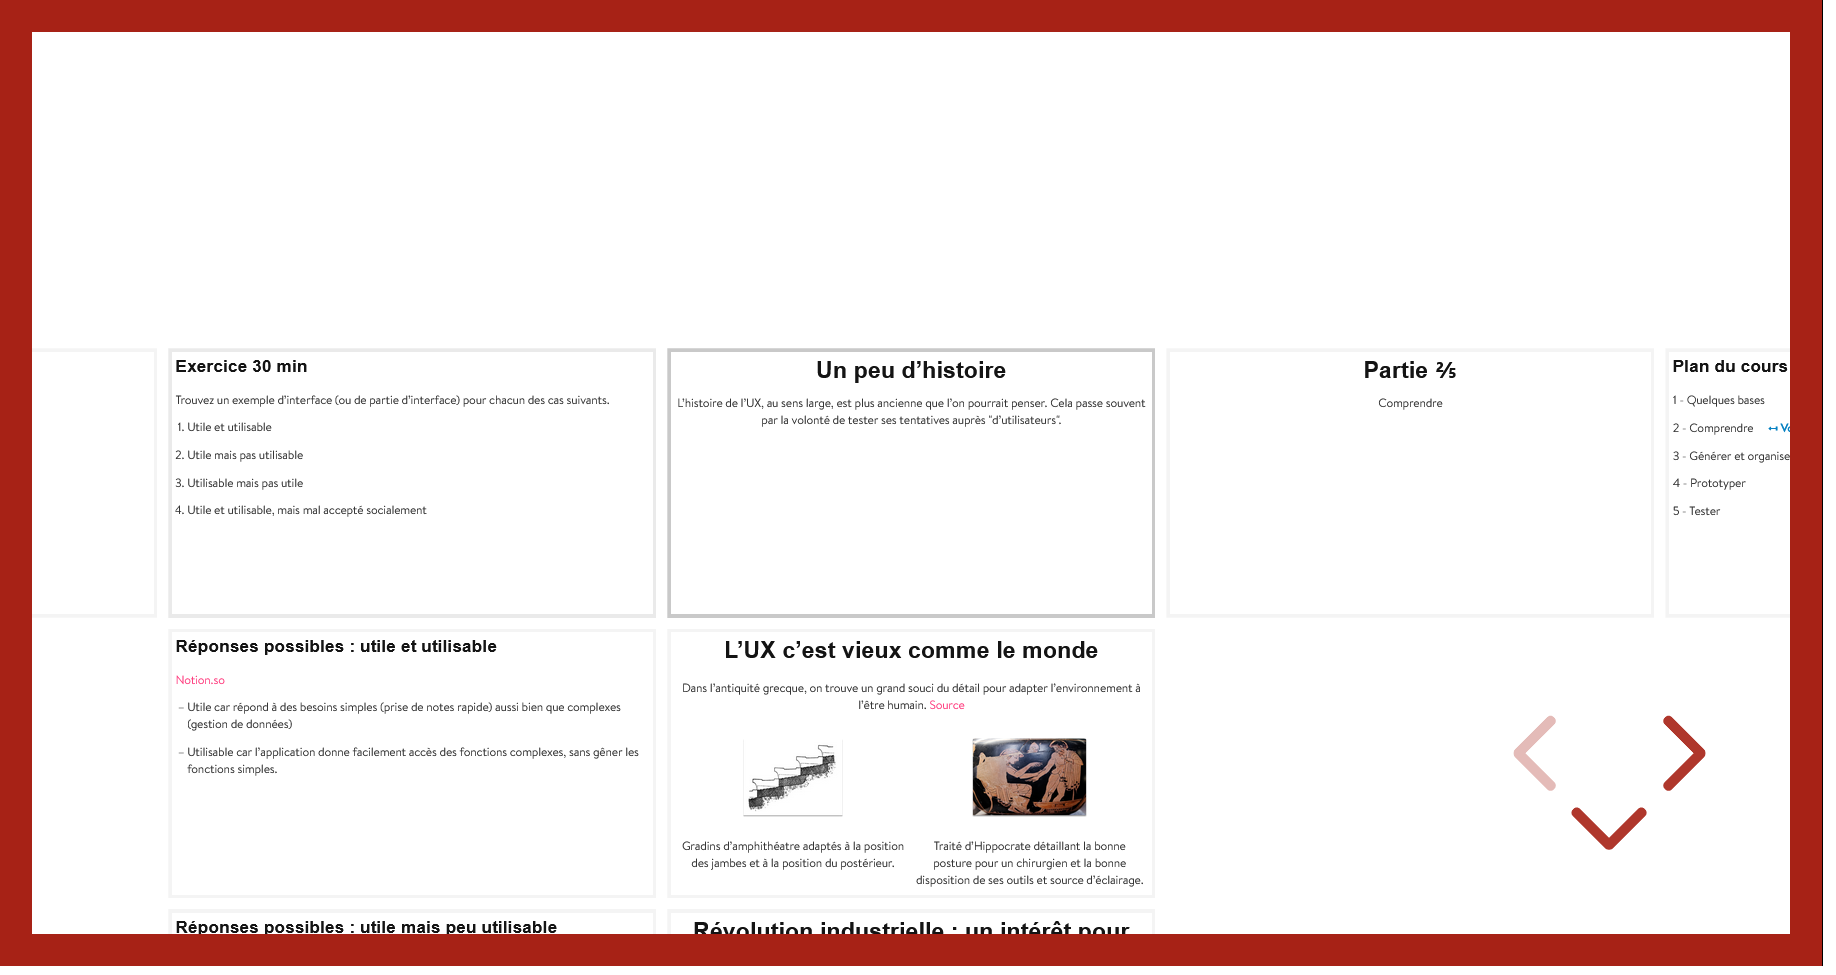 Exercice 30 min
Trouvez un exemple d'interface (ou de partie d'interface) pour chacun des cas suivants.
1. Utile et utilisable
2. Utile mais pas utilisable
3. Utilisable mais pas utile
4. Utile et utilisable, mais mal accepté socialement
Un peu d’histoire
L'histoire de l'UX, au sens large, est plus ancienne que l'on pourrait penser. Cela passe souvent
par la volonté de tester ses tentatives auprès "d'utilisateurs".
Partie ⅖
Comprendre
Plan du cours
1 - Quelques bases
2 - Comprendre
3 - Générer et organise
4 - Prototyper
5 - Tester
Réponses possibles : utile et utilisable
Notion.so
– Utile car répond à des besoins simples (prise de notes rapide) aussi bien que complexes
(gestion de données)
– Utilisable car l'application donne facilement accès des fonctions complexes, sans gêner les
fonctions simples.
L’UX c’est vieux comme le monde
Dans l'antiquité grecque, on trouve un grand souci du détail pour adapter l'environnement à
l'être humain. Source
Gradins d'amphithéatre adaptés à la position
des jambes et à la position du postérieur.
Traité d'Hippocrate détaillant la bonne
posture pour un chirurgien et la bonne
disposition de ses outils et source d'éclairage.
Réponses possibles : utile mais peu utilisable
Révolution industrielle : un intérêt pour